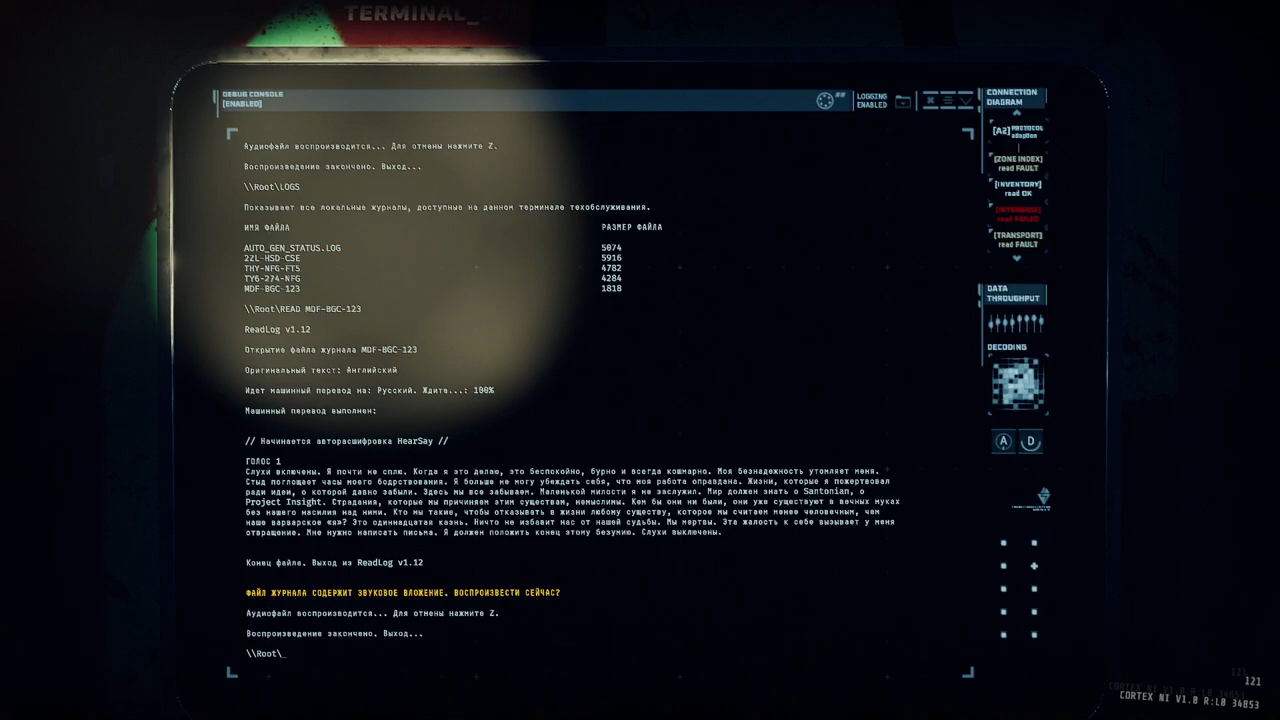 TERMINAL_
DEBUG CONSOLE
[ENABLED]
LOGGING
ENABLED
CONNECTION
DIAGRAM
[A2] PROTOCOL
adaption
[ZONE INDEX]
read FAULT
[INVENTORY]
read OK
read FAILED
[TRANSPORT]
read FAULT
DATA
THROUGHPUT
DECODING
A D
Аудиофайл воспроизводится... Для отмены нажмите Z.
Воспроизведение закончено. Выход...
\\Root\LOGS
Показывает все локальные журналы, доступные на данном терминале техобслуживания.
ИМЯ ФАЙЛА РАЗМЕР ФАЙЛА
AUTO_GEN_STATUS.LOG 5074
2ZL-HSD-CSE 5916
THY-NFG-FT5 4782
TY6-274-NFG 4284
MDF-BGC-123 1818
\\Root\READ MDF-BGC-123
ReadLog v1.12
Открытие файла журнала MDF-BGC-123
Оригинальный текст: Английский
Идет машинный перевод на: Русский. Ждите...: 100%
Машинный перевод выполнен:
// Начинается авторасшифровка HearSay //
ГОЛОС 1
Слухи включены. Я почти не сплю. Когда я это делаю, это беспокойно, бурно и всегда кошмарно. Моя безнадежность утомляет меня.
Стыд поглощает часы моего бодрствования. Я больше не могу убеждать себя, что моя работа оправдана. Жизни, которые я пожертвовал
ради идеи, о которой давно забыли. Здесь мы все забываем. Маленькой милости я не заслужил. Мир должен знать о Santonian, о
Project Insight. Страдания, которые мы причиняем этим существам, немыслимы. Кем бы они ни были, они уже существуют в вечных муках
без нашего насилия над ними. Кто мы такие, чтобы отказывать в жизни любому существу, которое мы считаем менее человечным, чем
наше варварское «я»? Это одиннадцатая казнь. Ничто не избавит нас от нашей судьбы. Мы мертвы. Эта жалость к себе вызывает у меня
отвращение. Мне нужно написать письма. Я должен положить конец этому безумию. Слухи выключены.
Конец файла. Выход из ReadLog v1.12
ФАЙЛ ЖУРНАЛА СОДЕРЖИТ ЗВУКОВОЕ ВЛОЖЕНИЕ. ВОСПРОИЗВЕСТИ СЕЙЧАС?
Аудиофайл воспроизводится... Для отмены нажмите Z.
Воспроизведение закончено. Выход...
\\Root\_
121
CORTEX NI V1.0 R:L0 34853